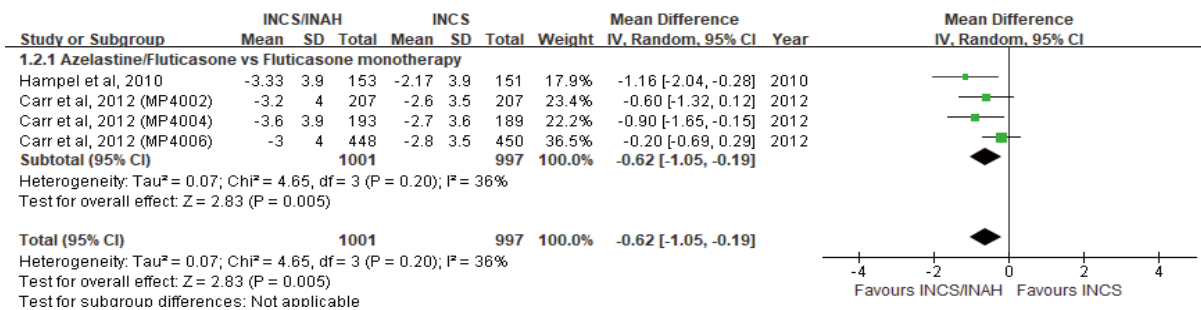 INCS/INAH INCS Mean Difference Mean Difference
Study or Subgroup Mean SD Total Mean SD Total Weight IV, Random, 95% CI Year IV, Random, 95% CI
1.2.1 Azelastine/Fluticasone vs Fluticasone monotherapy
Hampel et al, 2010 -3.33 3.9 153 -2.17 3.9 151 17.9% -1.16 [-2.04, -0.28] 2010
Carr et al, 2012 (MP4002) -3.2 4 207 -2.6 3.5 207 23.4% -0.60 [-1.32, 0.12] 2012
Carr et al, 2012 (MP4004) -3.6 3.9 193 -2.7 3.6 189 22.2% -0.90 [-1.65, -0.15] 2012
Carr et al, 2012 (MP4006) -3 4 448 -2.8 3.5 450 36.5% -0.20 [-0.69, 0.29] 2012
Subtotal (95% CI) 1001 997 100.0% -0.62 [-1.05, -0.19]
Heterogeneity: Tau² = 0.07; Chi² = 4.65, df = 3 (P = 0.20); I² = 36%
Test for overall effect: Z = 2.83 (P = 0.005)
Total (95% CI) 1001 997 100.0% -0.62 [-1.05, -0.19]
Heterogeneity: Tau² = 0.07; Chi² = 4.65, df = 3 (P = 0.20); I² = 36%
Test for overall effect: Z = 2.83 (P = 0.005)
Test for subgroup differences: Not applicable
-4 -2 0 2 4
Favours INCS/INAH Favours INCS